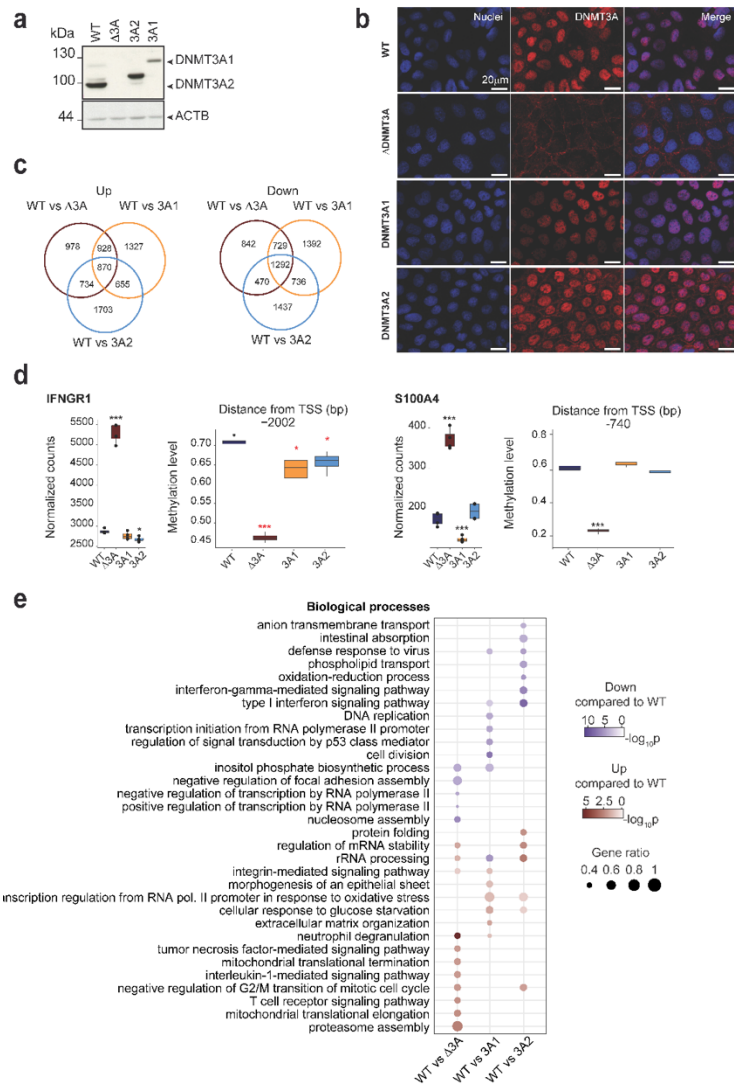 a
kDa
WT
Δ3A
3A2
3A1
130
DNMT3A1
100
DNMT3A2
44
ACTB
b
Nuclei
DNMT3A
Merge
20µm
WT
ΔDNMT3A
DNMT3A1
DNMT3A2
c
Up
WT vs Δ3A
WT vs 3A1
978
828
1327
870
734
655
1703
WT vs 3A2
Down
WT vs Δ3A
WT vs 3A1
842
729
1392
1292
470
736
1437
WT vs 3A2
d
IFNGR1
Normalized counts
5500
5000
4500
4000
3500
3000
2500
***
*
WT
Δ3A
3A1
3A2
Distance from TSS (bp)
−2002
Methylation level
0.70
0.65
0.55
0.45
*
***
*
*
WT
Δ3A
3A1
3A2
S100A4
Normalized counts
400
300
200
***
***
WT
Δ3A
3A1
3A2
Distance from TSS (bp)
-740
Methylation level
0.6
0.4
0.2
***
WT
Δ3A
3A1
3A2
e
Biological processes
anion transmembrane transport
intestinal absorption
defense response to virus
phospholipid transport
oxidation-reduction process
interferon-gamma-mediated signaling pathway
type I interferon signaling pathway
DNA replication
transcription initiation from RNA polymerase II promoter
regulation of signal transduction by p53 class mediator
cell division
inositol phosphate biosynthetic process
negative regulation of focal adhesion assembly
negative regulation of transcription by RNA polymerase II
positive regulation of transcription by RNA polymerase II
nucleosome assembly
protein folding
regulation of mRNA stability
rRNA processing
integrin-mediated signaling pathway
morphogenesis of an epithelial sheet
nscription regulation from RNA pol. II promoter in response to oxidative stress
cellular response to glucose starvation
extracellular matrix organization
neutrophil degranulation
tumor necrosis factor-mediated signaling pathway
mitochondrial translational termination
interleukin-1-mediated signaling pathway
negative regulation of G2/M transition of mitotic cell cycle
T cell receptor signaling pathway
mitochondrial translational elongation
proteasome assembly
WT vs Δ3A
WT vs 3A1
WT vs 3A2
Down
compared to WT
10 5 0
-log10p
Up
compared to WT
5 2.5 0
-log10p
Gene ratio
0.4 0.6 0.8 1